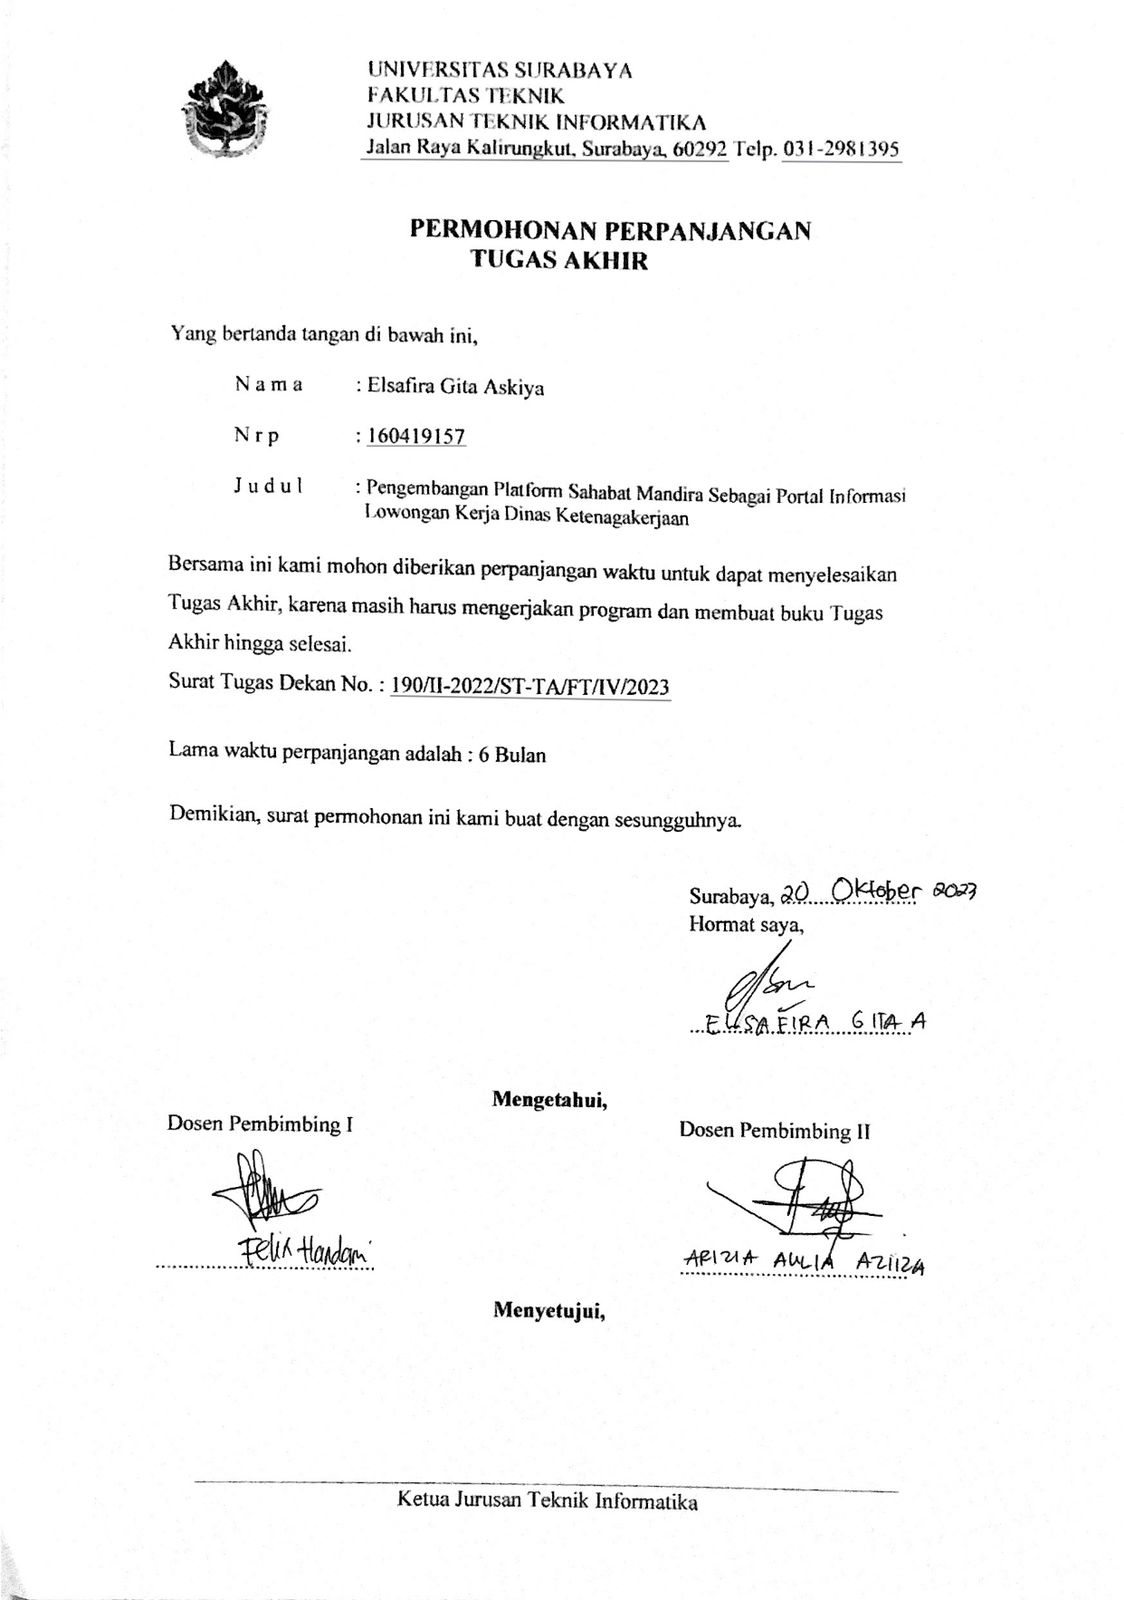 UNIVERSITAS SURABAYA
FAKULTAS TEKNIK
JURUSAN TEKNIK INFORMATIKA
Jalan Raya Kalirungkut, Surabaya, 60292 Telp. 031-2981395
PERMOHONAN PERPANJANGAN
TUGAS AKHIR
Yang bertanda tangan di bawah ini,
N a m a : Elsafira Gita Askiya
N r p : 160419157
J u d u l : Pengembangan Platform Sahabat Mandira Sebagai Portal Informasi
Lowongan Kerja Dinas Ketenagakerjaan
Bersama ini kami mohon diberikan perpanjangan waktu untuk dapat menyelesaikan
Tugas Akhir, karena masih harus mengerjakan program dan membuat buku Tugas
Akhir hingga selesai.
Surat Tugas Dekan No. : 190/II-2022/ST-TA/FT/IV/2023
Lama waktu perpanjangan adalah : 6 Bulan
Demikian, surat permohonan ini kami buat dengan sesungguhnya.
Surabaya, 20 Oktober 2023
Hormat saya,
ELSAFIRA GITA A
Mengetahui,
Dosen Pembimbing I
Dosen Pembimbing II
Felix Handani
ARIZIA AULIA AZIIZA
Menyetujui,
Ketua Jurusan Teknik Informatika